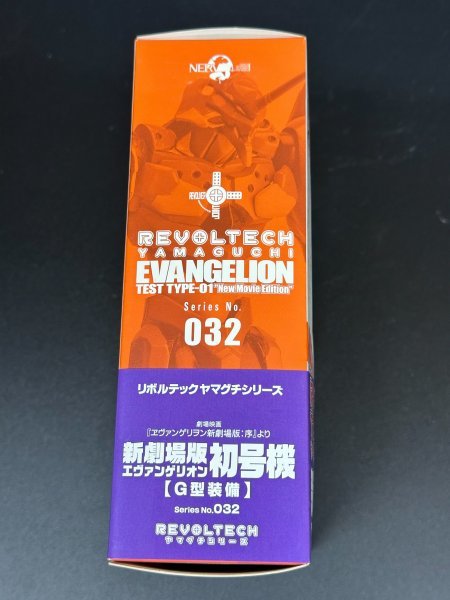 NERV
REVOLTECH
REVOLTECH
YAMAGUCHI
EVANGELION
TEST TYPE-01 "New Movie Edition"
Series No.
032
リボルテックヤマグチシリーズ
劇場映画
『ヱヴァンゲリヲン新劇場版:序』より
新劇場版
エヴァンゲリオン 初号機
【G型装備】
Series No.032
REVOLTECH
ヤマグチシリーズ